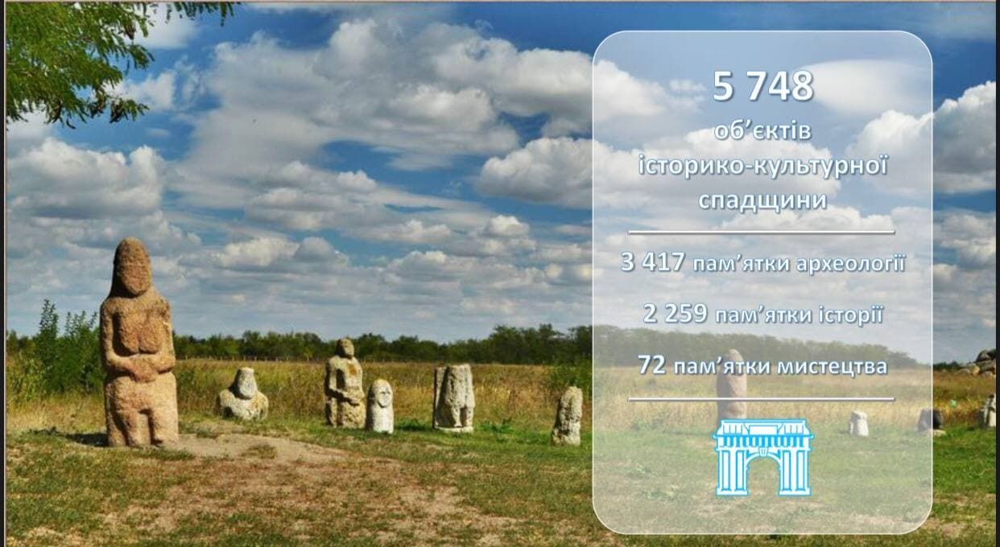 5 748
об’єктів
історико-культурної
спадщини
3 417 пам’ятки археології
2 259 пам’ятки історії
72 пам’ятки мистецтва